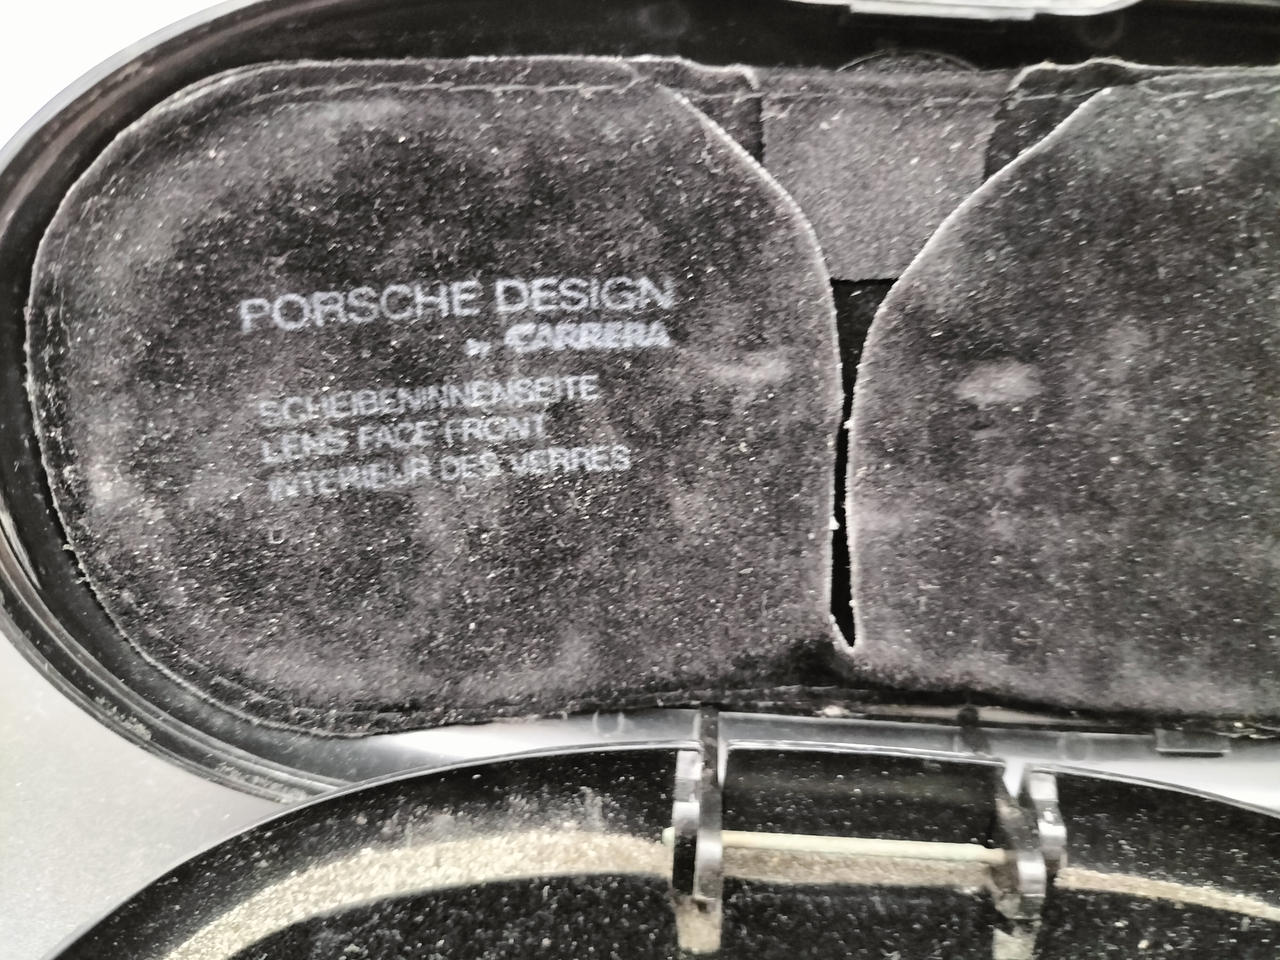 PORSCHE DESIGN
by CARRERA
SCHEIBENINNENSEITE
LENS FACE FRONT
INTERIEUR DES VERRES